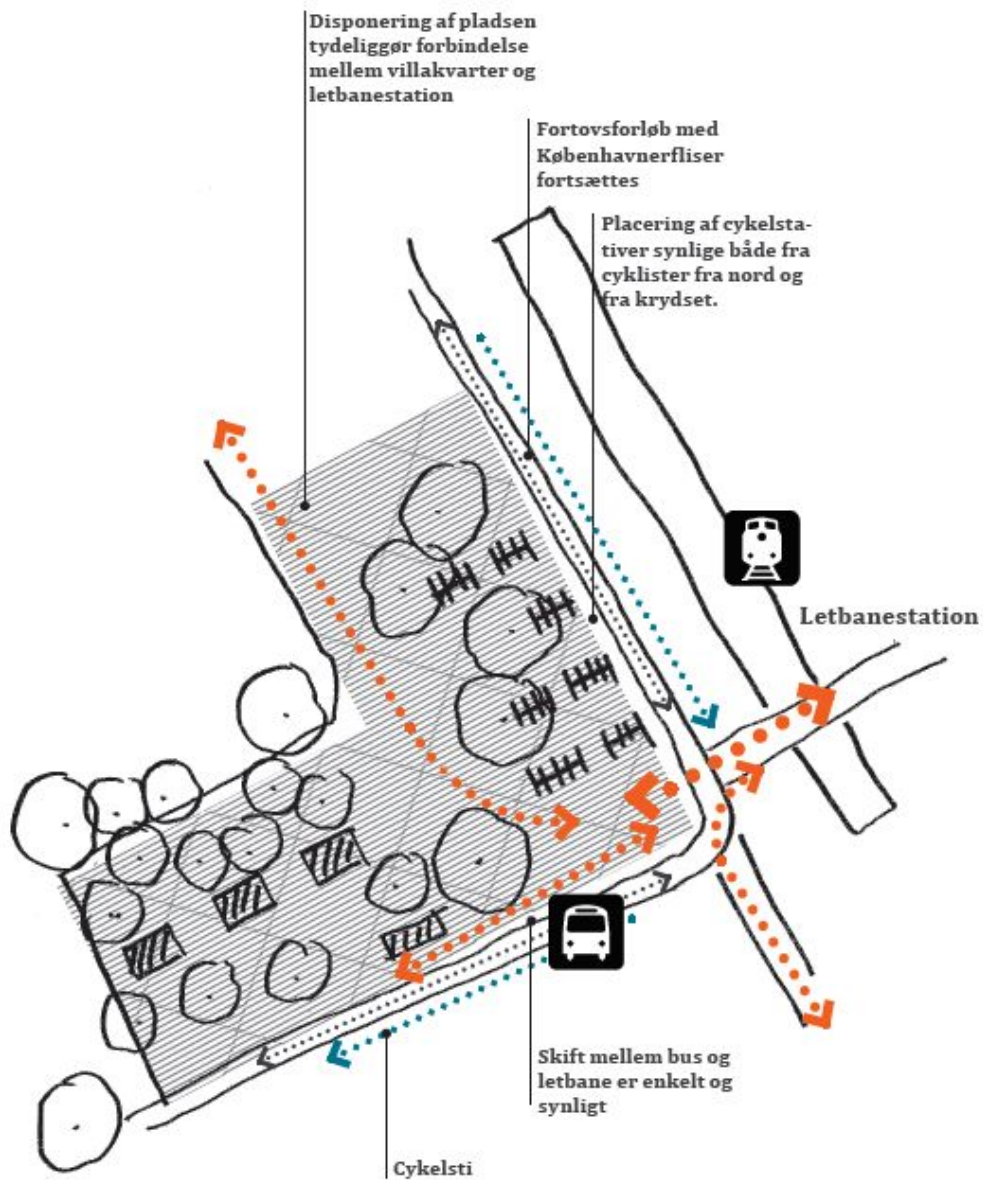 Disponering af pladsen
tydeliggør forbindelse
mellem villakvarter og
letbanestation
Fortovsforløb med
Københavnerfliser
fortsættes
Placering af cykelsta-
tiver synlige både fra
cyklister fra nord og
fra krydset.
Letbanestation
Skift mellem bus og
letbane er enkelt og
synligt
Cykelsti